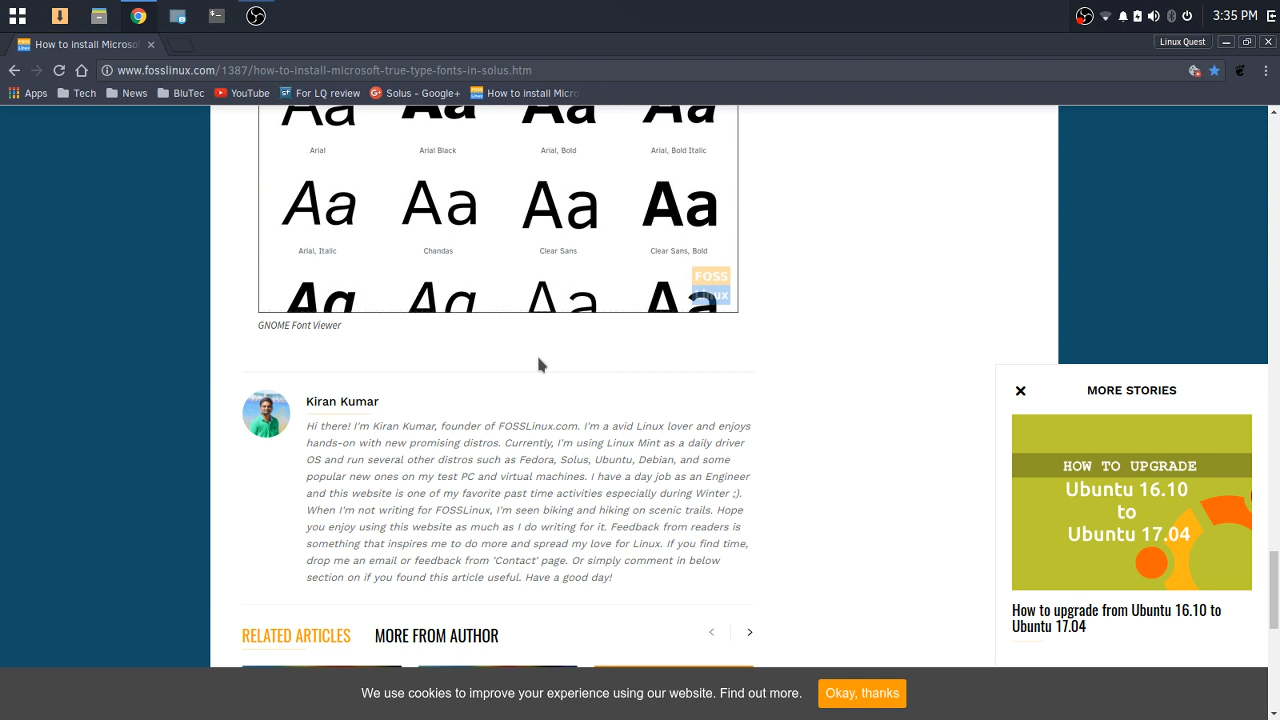 3:35 PM
How to install Microso
Linux Quest
www.fosslinux.com/1387/how-to-install-microsoft-true-type-fonts-in-solus.htm
Apps Tech News BluTec YouTube For LQ review Solus - Google+ How to install Micro
Aa Aa Aa Aa
Arial Arial Black Arial, Bold Arial, Bold Italic
Aa Aa Aa Aa
Arial, Italic Chandas Clear Sans Clear Sans, Bold
Aa Aa Aa Aa
FOSS
Linux
GNOME Font Viewer
Kiran Kumar
Hi there! I'm Kiran Kumar, founder of FOSSLinux.com. I'm a avid Linux lover and enjoys
hands-on with new promising distros. Currently, I'm using Linux Mint as a daily driver
OS and run several other distros such as Fedora, Solus, Ubuntu, Debian, and some
popular new ones on my test PC and virtual machines. I have a day job as an Engineer
and this website is one of my favorite past time activities especially during Winter ;).
When I'm not writing for FOSSLinux, I'm seen biking and hiking on scenic trails. Hope
you enjoy using this website as much as I do writing for it. Feedback from readers is
something that inspires me to do more and spread my love for Linux. If you find time,
drop me an email or feedback from 'Contact' page. Or simply comment in below
section on if you found this article useful. Have a good day!
RELATED ARTICLES MORE FROM AUTHOR
MORE STORIES
HOW TO UPGRADE
Ubuntu 16.10
to
Ubuntu 17.04
How to upgrade from Ubuntu 16.10 to
Ubuntu 17.04
We use cookies to improve your experience using our website. Find out more.
Okay, thanks